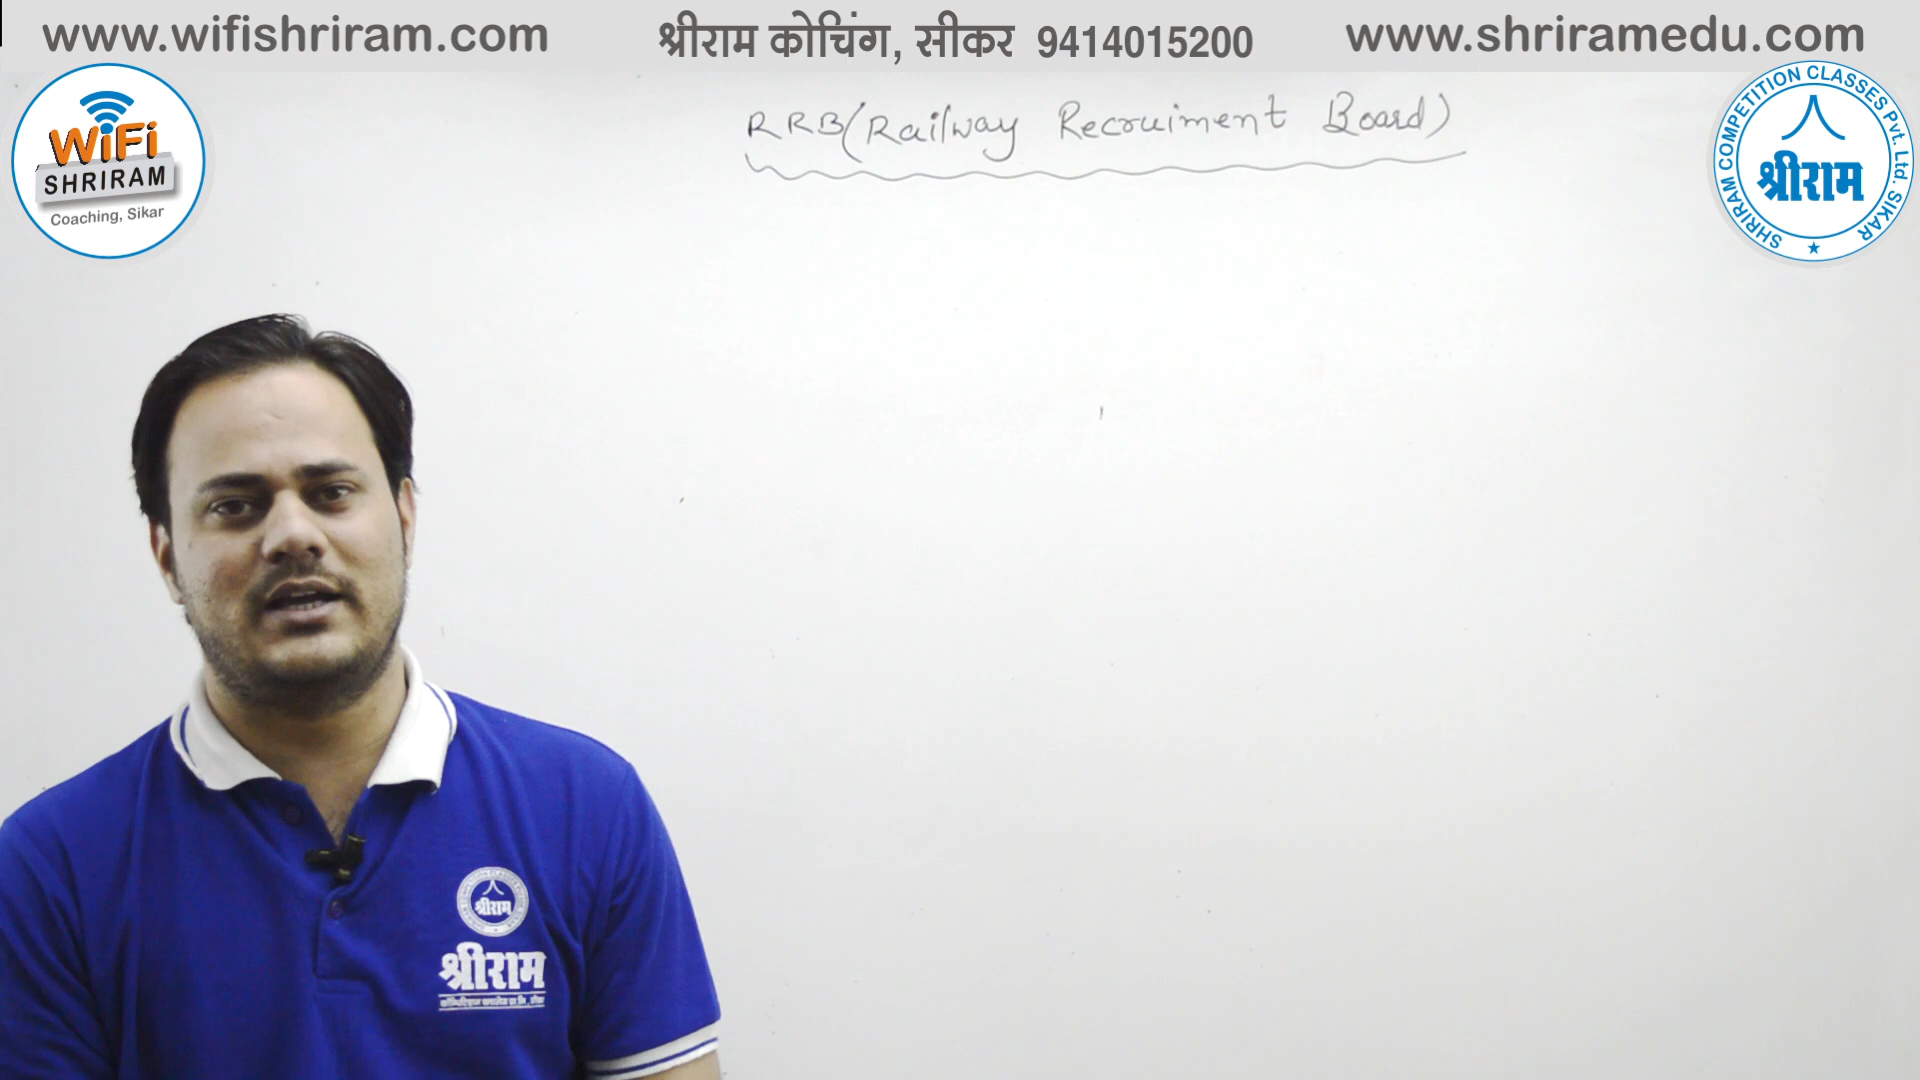 www.wifishriram.com
श्रीराम कोचिंग, सीकर 9414015200
www.shriramedu.com
WiFi
SHRIRAM
Coaching, Sikar
SHRIRAM COMPETITION CLASSES Pvt. Ltd. SIKAR
श्रीराम
RRB(Railway Recruiment Board)
श्रीराम
श्रीराम